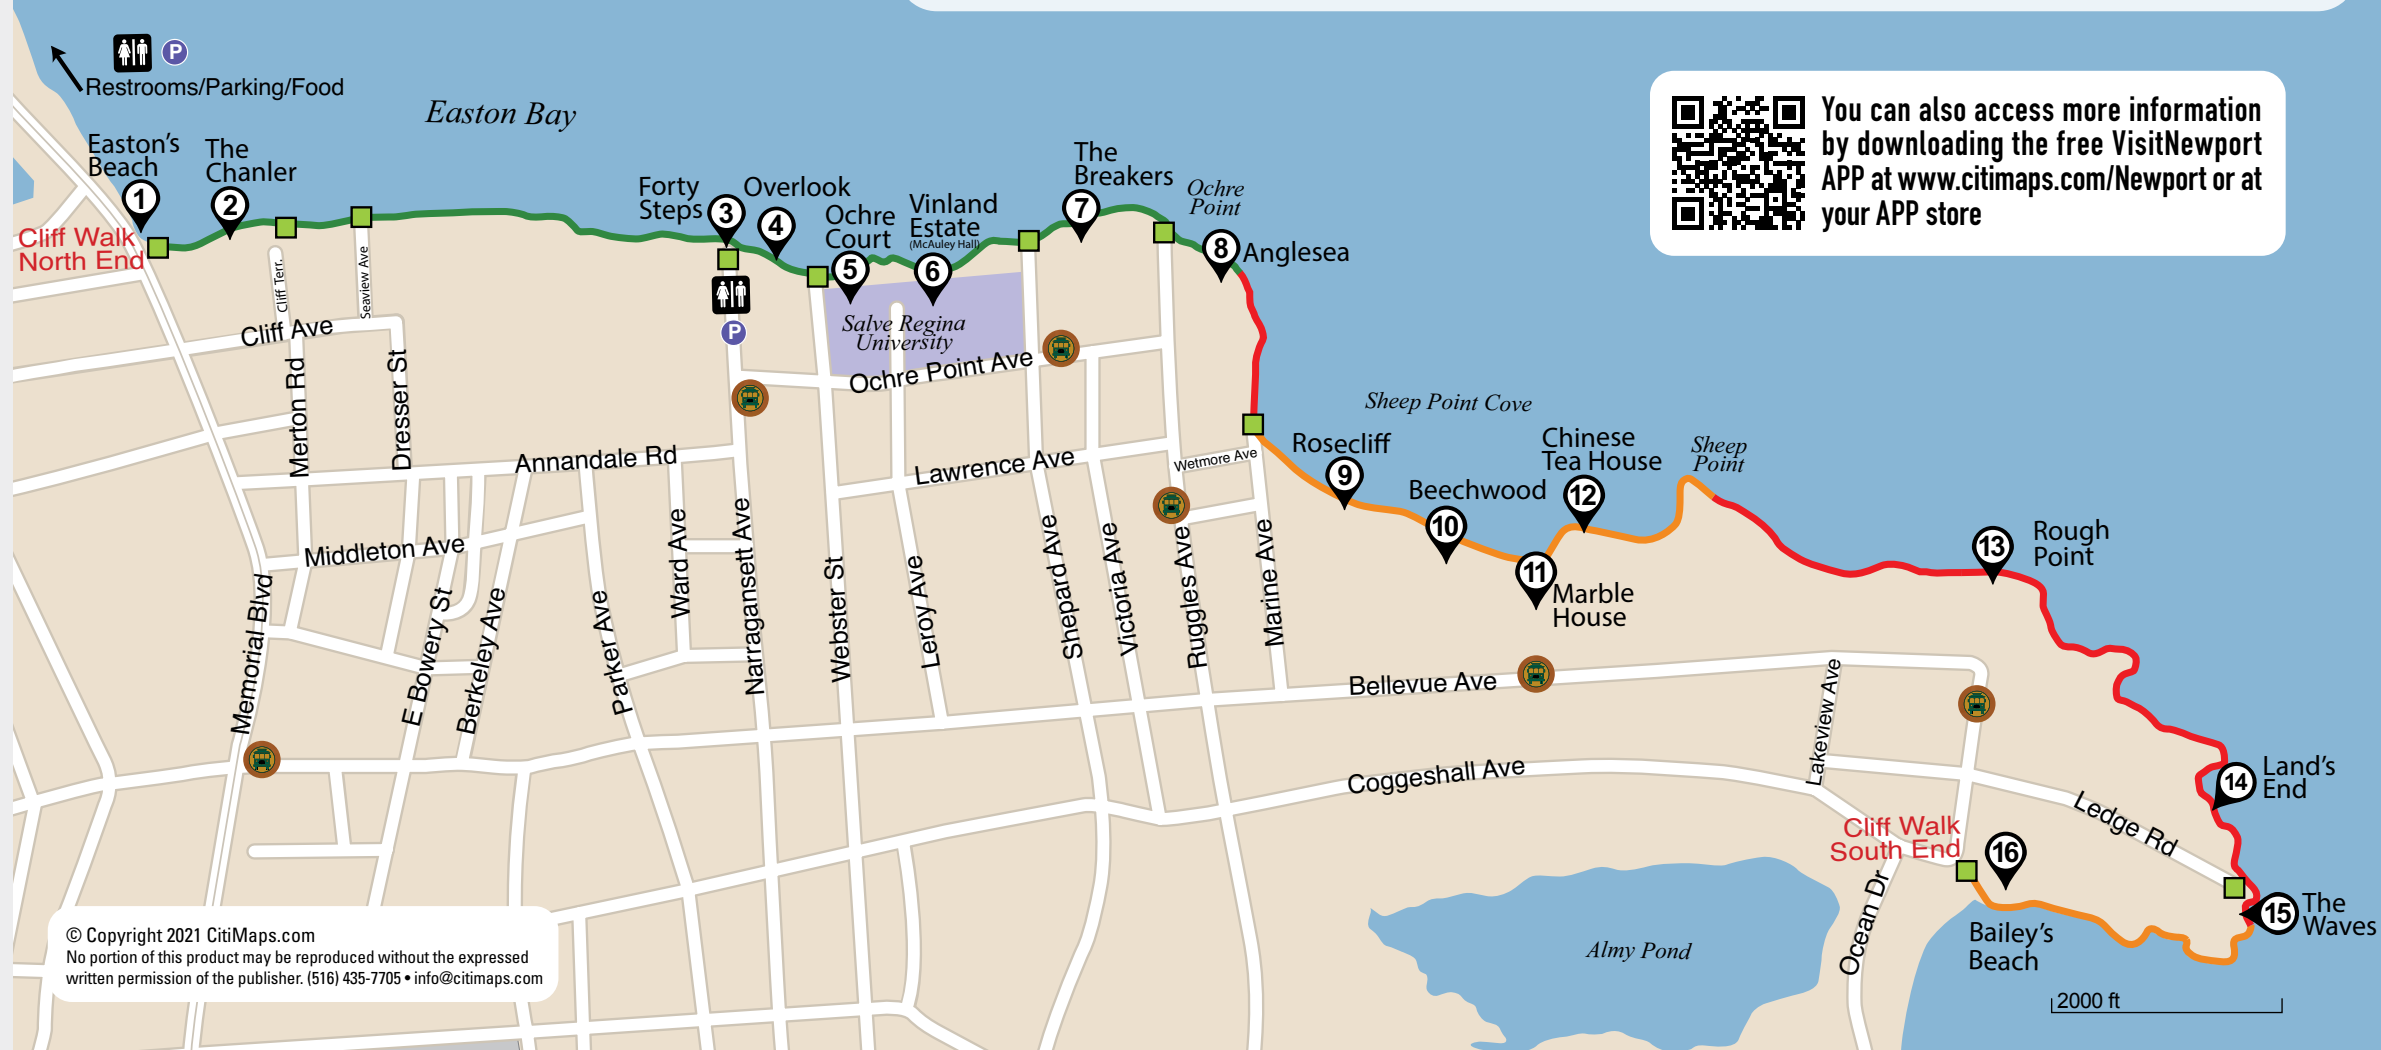 Restrooms/Parking/Food
P
Easton Bay
You can also access more information
by downloading the free VisitNewport
APP at www.citimaps.com/Newport or at
your APP store
Easton's
Beach
1
The
Chanler
2
Cliff Walk
North End
Forty
Steps
3
Overlook
4
Ochre
Court
5
Vinland
Estate
(McAuley Hall)
6
The
Breakers
7
Ochre
Point
8
Anglesea
P
Salve Regina
University
Cliff Terr.
Seaview Ave
Cliff Ave
Merton Rd
Dresser St
Ochre Point Ave
Annandale Rd
Lawrence Ave
Wetmore Ave
Sheep Point Cove
Rosecliff
9
Beechwood
10
Marble
House
11
Chinese
Tea House
12
Sheep
Point
13
Rough
Point
Middleton Ave
Memorial Blvd
E Bowery St
Berkeley Ave
Parker Ave
Ward Ave
Narragansett Ave
Webster St
Leroy Ave
Shepard Ave
Victoria Ave
Ruggles Ave
Marine Ave
Bellevue Ave
Lakeview Ave
Coggeshall Ave
Ledge Rd
14
Land's
End
Cliff Walk
South End
16
Ocean Dr
Bailey's
Beach
15
The
Waves
Almy Pond
2000 ft
© Copyright 2021 CitiMaps.com
No portion of this product may be reproduced without the expressed
written permission of the publisher. (516) 435-7705 • info@citimaps.com